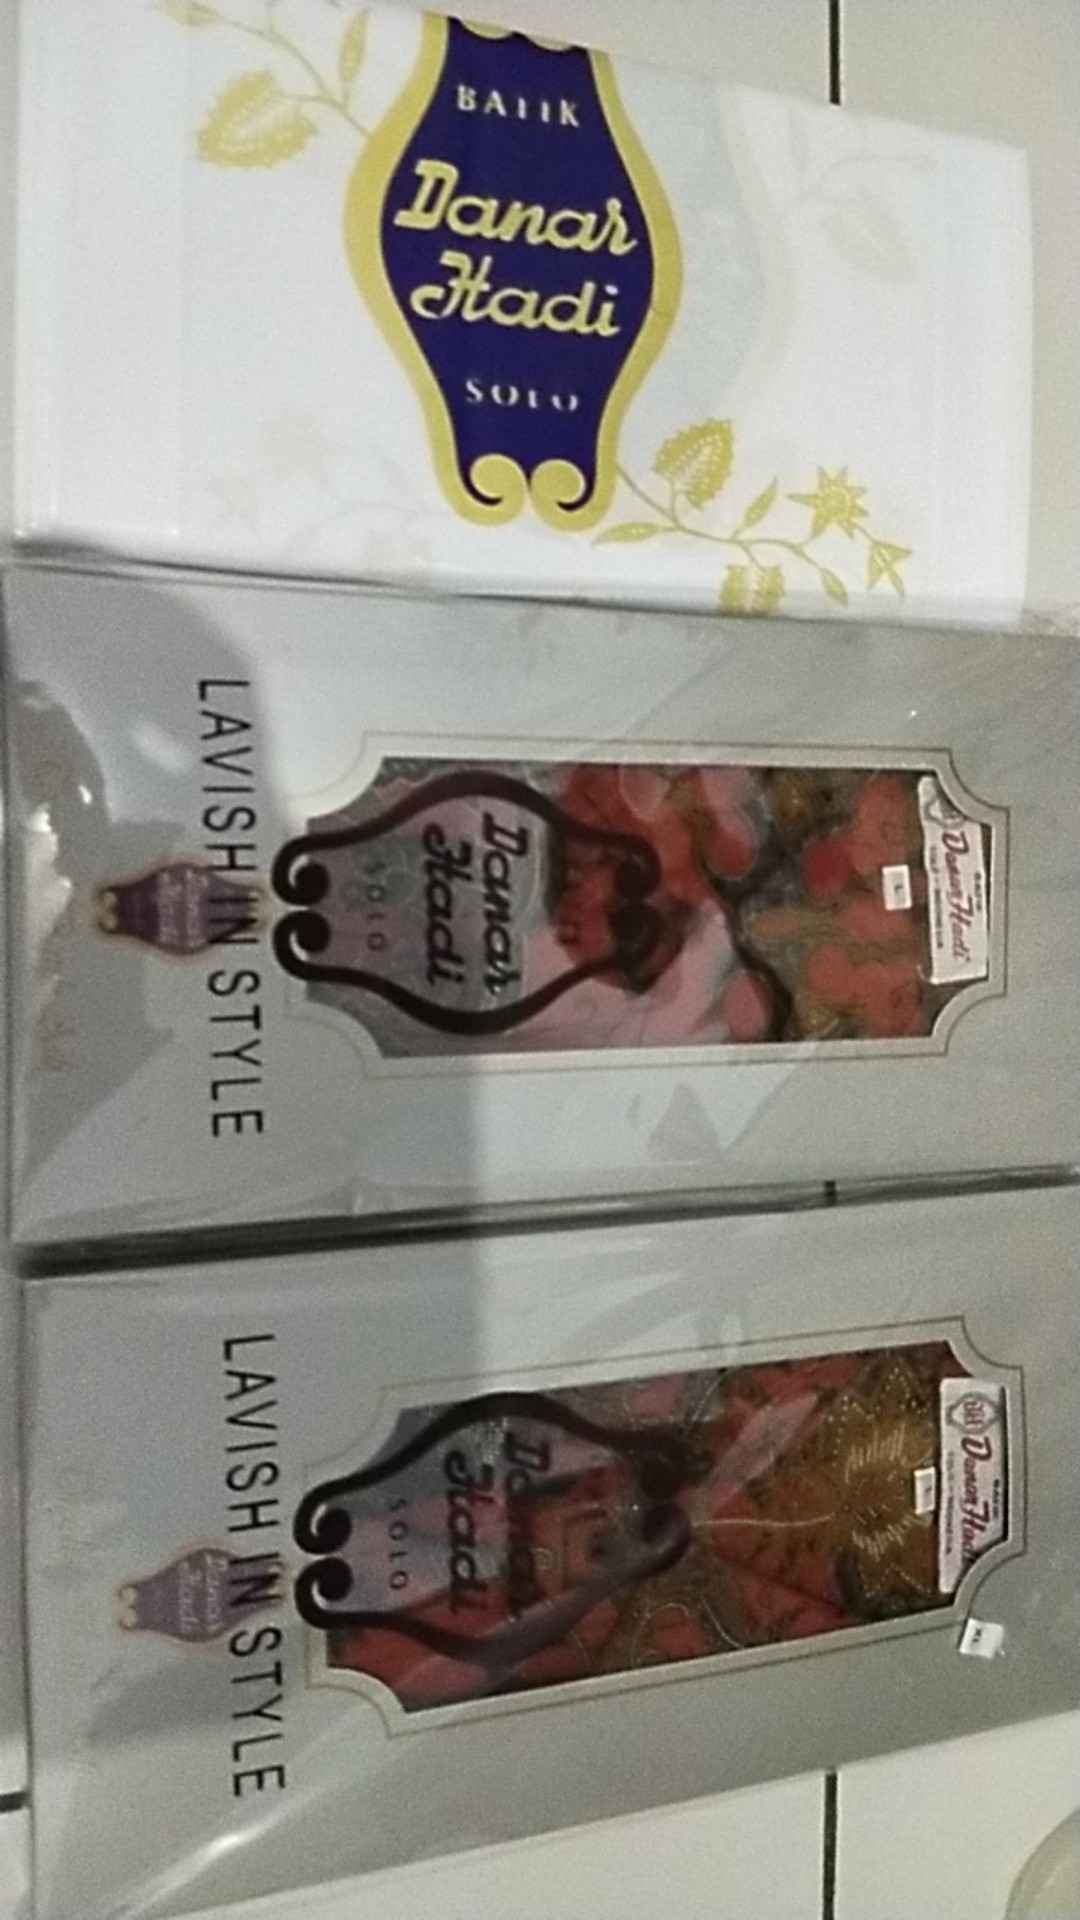 BATIK
Danar
Hadi
SOLO
LAVISH IN STYLE
Danar
Hadi
SOLO
Danar Hadi
L
LAVISH IN STYLE
Danar
Hadi
SOLO
Danar Hadi